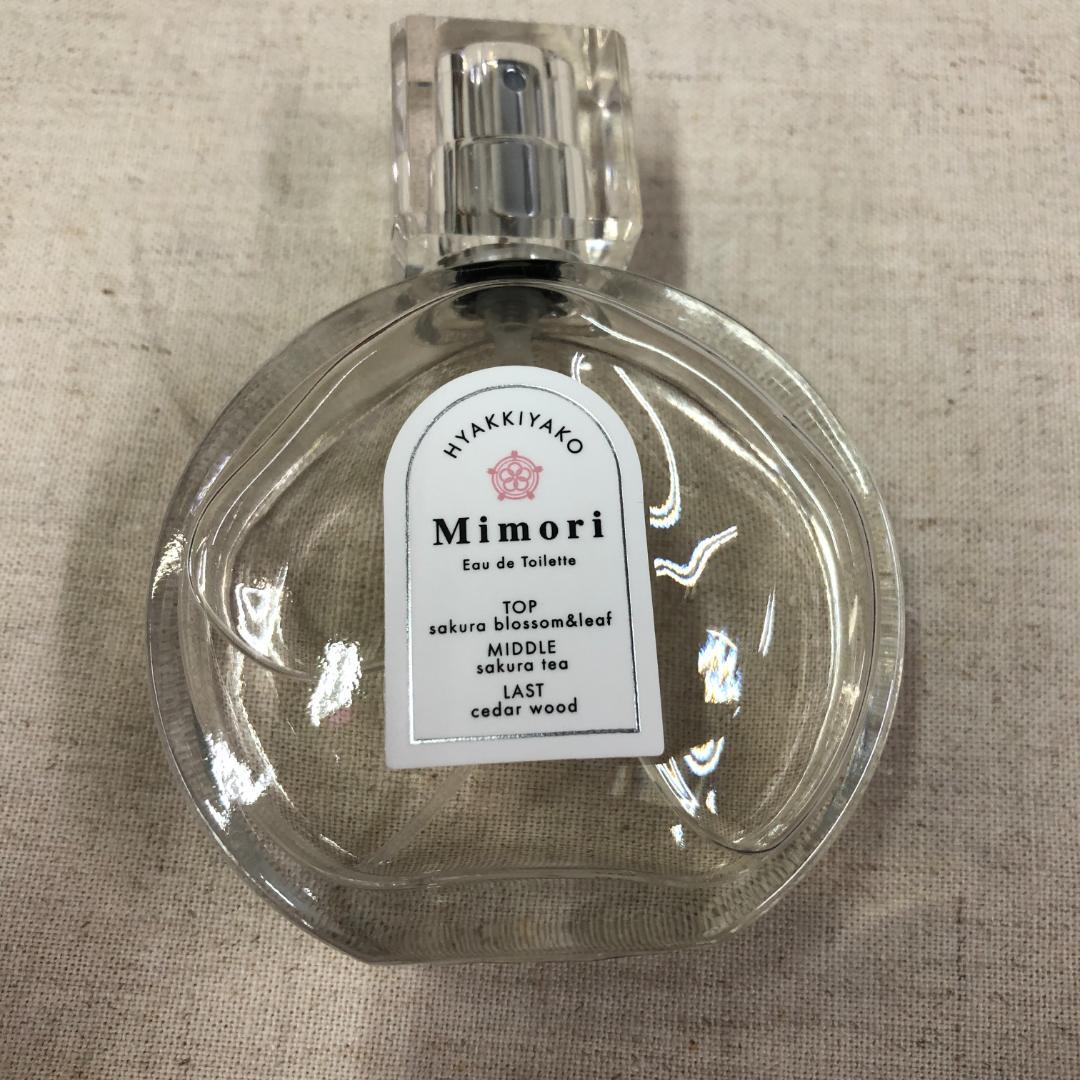 HYAKKIYAKO
Mimori
Eau de Toilette
TOP
sakura blossom&leaf
MIDDLE
sakura tea
LAST
cedar wood